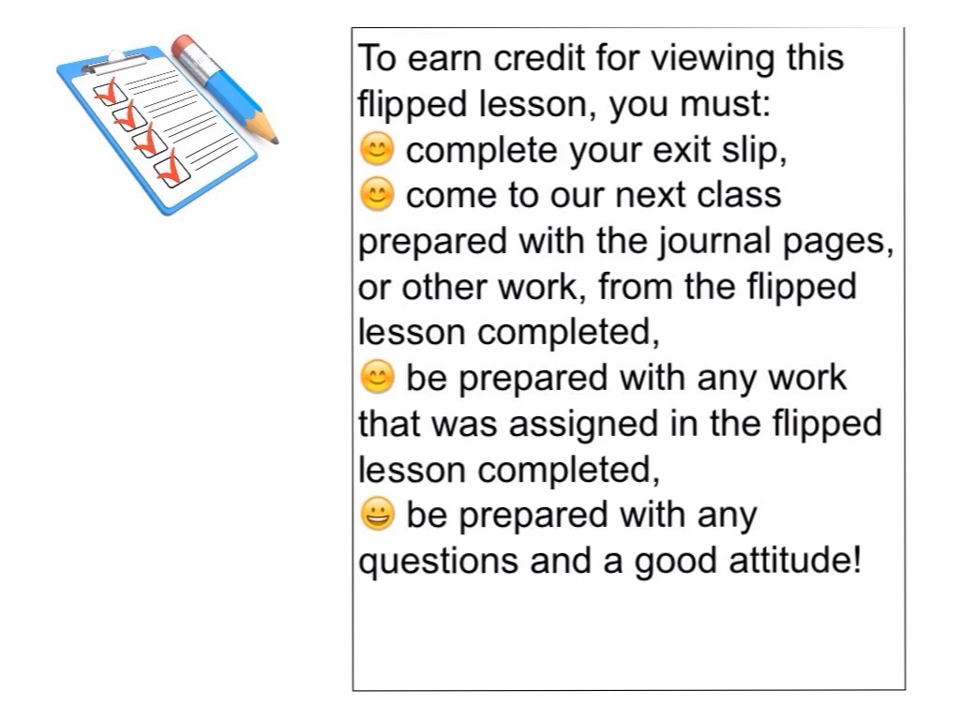 To earn credit for viewing this
flipped lesson, you must:
😊 complete your exit slip,
😊 come to our next class
prepared with the journal pages,
or other work, from the flipped
lesson completed,
😊 be prepared with any work
that was assigned in the flipped
lesson completed,
😀 be prepared with any
questions and a good attitude!